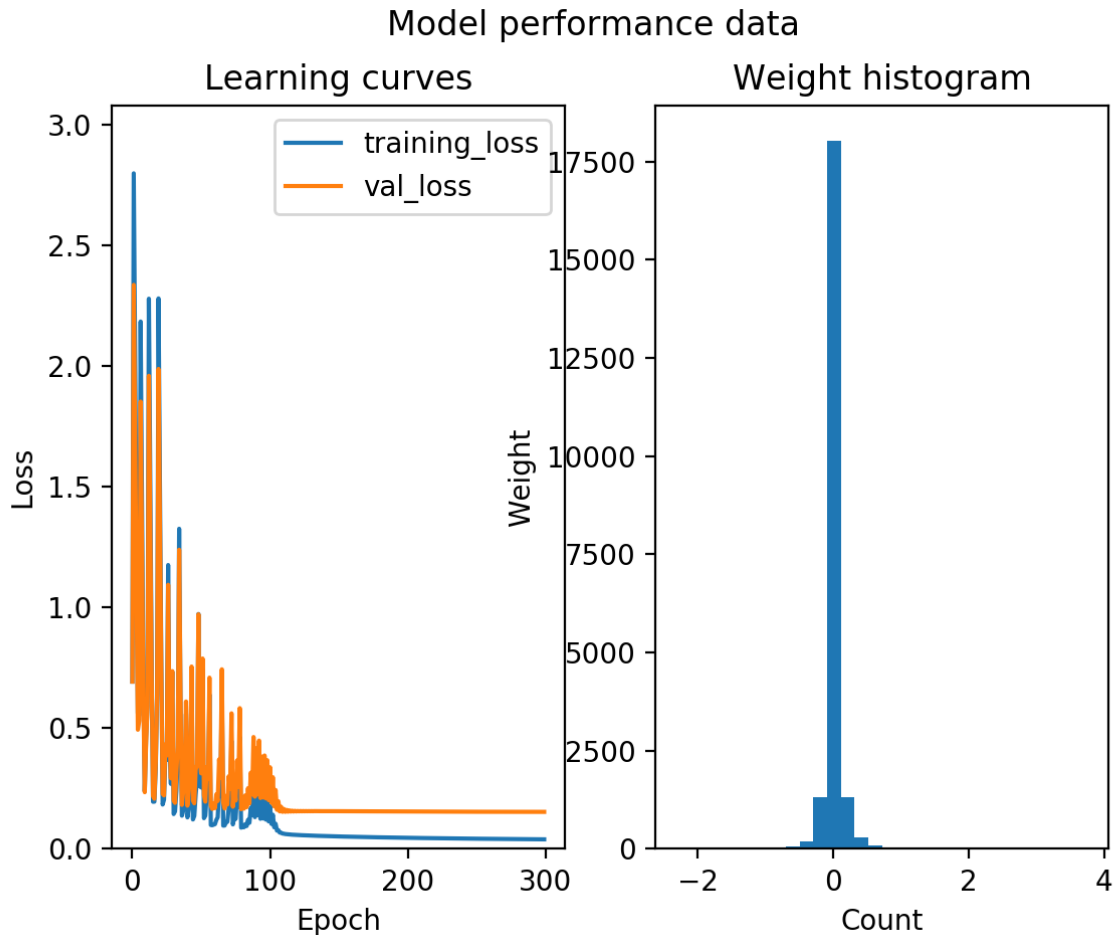 Model performance data
Learning curves
3.0
2.5
2.0
1.5
1.0
0.5
0.0
Loss
training_loss
val_loss
0 100 200 300
Epoch
Weight histogram
17500
15000
12500
10000
7500
5000
2500
0
Weight
−2 0 2 4
Count